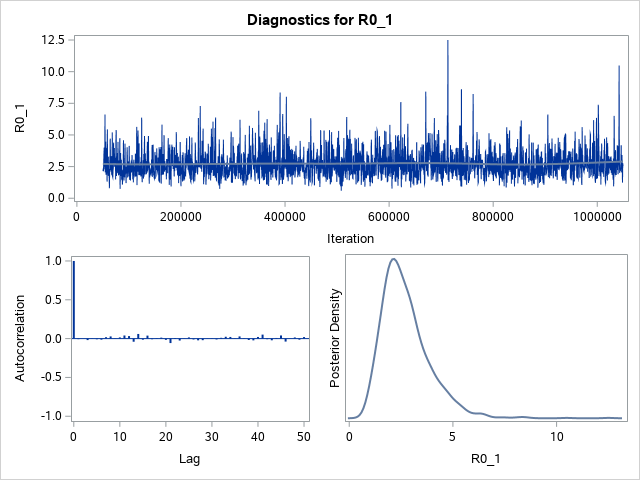 Diagnostics for R0_1
R0_1
12.5
10.0
7.5
5.0
2.5
0.0
0 200000 400000 600000 800000 1000000
Iteration
Autocorrelation
1.0
0.5
0.0
-0.5
-1.0
0 10 20 30 40 50
Lag
Posterior Density
0 5 10
R0_1